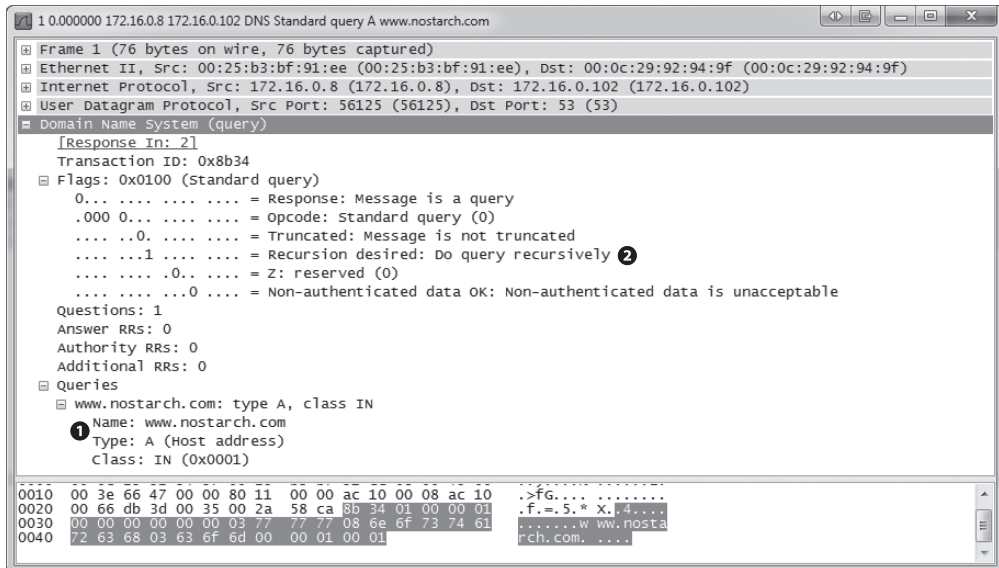 1 0.000000 172.16.0.8 172.16.0.102 DNS Standard query A www.nostarch.com
Frame 1 (76 bytes on wire, 76 bytes captured)
Ethernet II, Src: 00:25:b3:bf:91:ee (00:25:b3:bf:91:ee), Dst: 00:0c:29:92:94:9f (00:0c:29:92:94:9f)
Internet Protocol, Src: 172.16.0.8 (172.16.0.8), Dst: 172.16.0.102 (172.16.0.102)
User Datagram Protocol, Src Port: 56125 (56125), Dst Port: 53 (53)
Domain Name System (query)
[Response In: 2]
Transaction ID: 0x8b34
Flags: 0x0100 (Standard query)
0... .... .... .... = Response: Message is a query
.000 0... .... .... = Opcode: Standard query (0)
.... ..0. .... .... = Truncated: Message is not truncated
.... ...1 .... .... = Recursion desired: Do query recursively 2
.... .... .0.. .... = Z: reserved (0)
.... .... ...0 .... = Non-authenticated data OK: Non-authenticated data is unacceptable
Questions: 1
Answer RRs: 0
Authority RRs: 0
Additional RRs: 0
Queries
www.nostarch.com: type A, class IN
1 Name: www.nostarch.com
Type: A (Host address)
Class: IN (0x0001)
0010 00 3e 66 47 00 00 80 11 00 00 ac 10 00 08 ac 10 .>fG.... ........
0020 00 66 db 3d 00 35 00 2a 58 ca 8b 34 01 00 00 01 .f.=.5.* X..4....
0030 00 00 00 00 00 00 03 77 77 77 08 6e 6f 73 74 61 .......w ww.nosta
0040 72 63 68 03 63 6f 6d 00 00 01 00 01 rch.com. ....